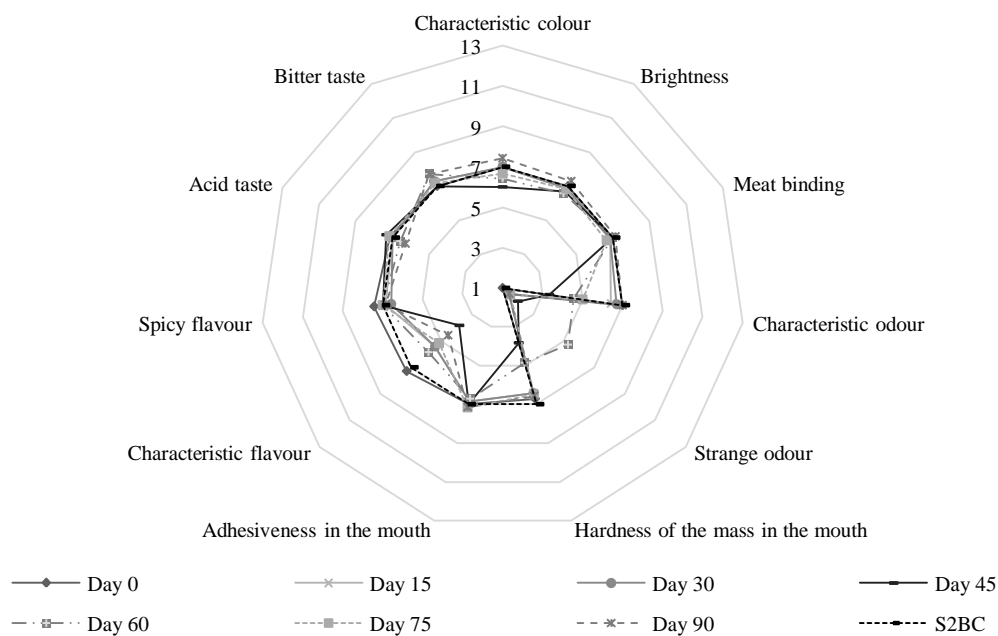 Characteristic colour
13
Bitter taste
Brightness
11
9
Acid taste
7
Meat binding
5
3
1
Spicy flavour
Characteristic odour
Characteristic flavour
Strange odour
Adhesiveness in the mouth
Hardness of the mass in the mouth
Day 0
Day 15
Day 30
Day 45
Day 60
Day 75
Day 90
S2BC